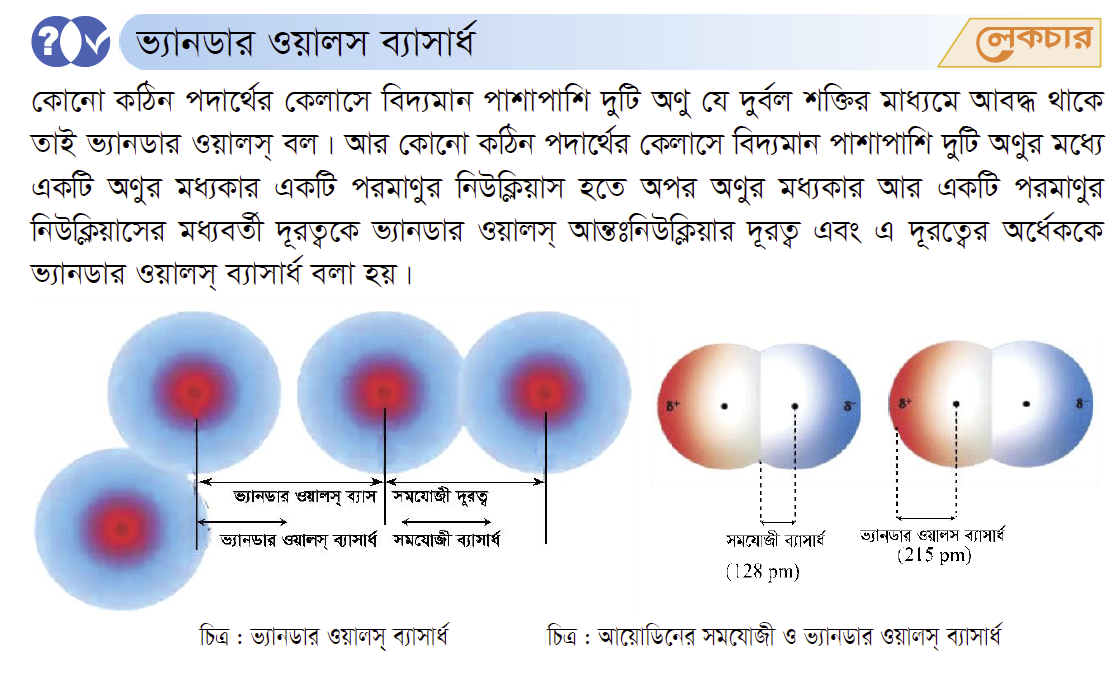 ভ্যানডার ওয়ালস ব্যাসার্ধ
লেকচার
কোনো কঠিন পদার্থের কেলাসে বিদ্যমান পাশাপাশি দুটি অণু যে দুর্বল শক্তির মাধ্যমে আবদ্ধ থাকে
তাই ভ্যানডার ওয়ালস্ বল। আর কোনো কঠিন পদার্থের কেলাসে বিদ্যমান পাশাপাশি দুটি অণুর মধ্যে
একটি অণুর মধ্যকার একটি পরমাণুর নিউক্লিয়াস হতে অপর অণুর মধ্যকার আর একটি পরমাণুর
নিউক্লিয়াসের মধ্যবর্তী দূরত্বকে ভ্যানডার ওয়ালস্ আন্তঃনিউক্লিয়ার দূরত্ব এবং এ দূরত্বের অর্ধেককে
ভ্যানডার ওয়ালস্ ব্যাসার্ধ বলা হয়।
δ+ δ- δ+ δ-
ভ্যানডার ওয়ালস্ ব্যাস সমযোজী দূরত্ব
ভ্যানডার ওয়ালস্ ব্যাসার্ধ সমযোজী ব্যাসার্ধ
সমযোজী ব্যাসার্ধ
(128 pm)
ভ্যানডার ওয়ালস ব্যাসার্ধ
(215 pm)
চিত্র : ভ্যানডার ওয়ালস্ ব্যাসার্ধ
চিত্র : আয়োডিনের সমযোজী ও ভ্যানডার ওয়ালস্ ব্যাসার্ধ